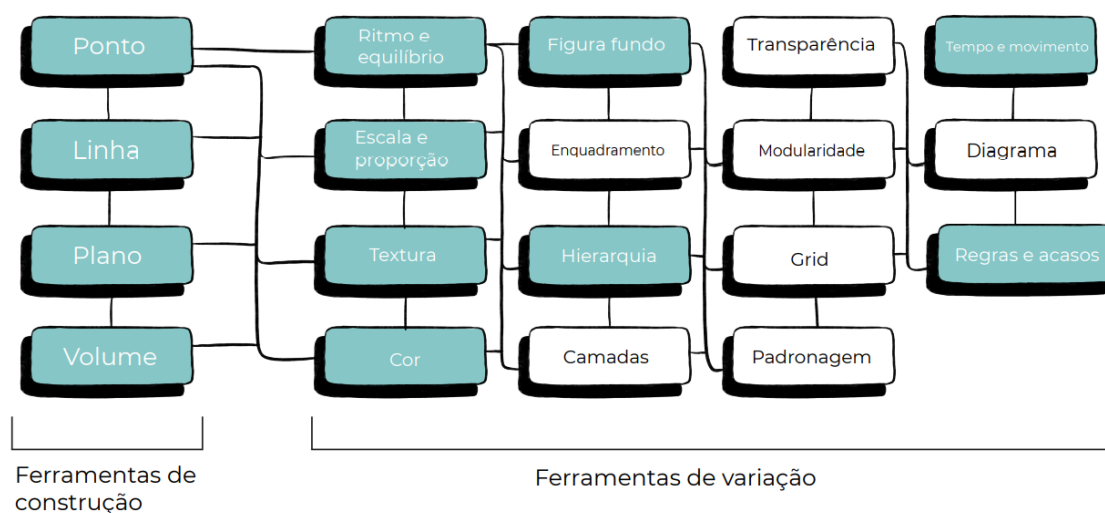 Ponto
Linha
Plano
Volume
Ritmo e
equilíbrio
Escala e
proporção
Textura
Cor
Figura fundo
Enquadramento
Hierarquia
Camadas
Transparência
Modularidade
Grid
Padronagem
Tempo e movimento
Diagrama
Regras e acasos
Ferramentas de
construção
Ferramentas de variação